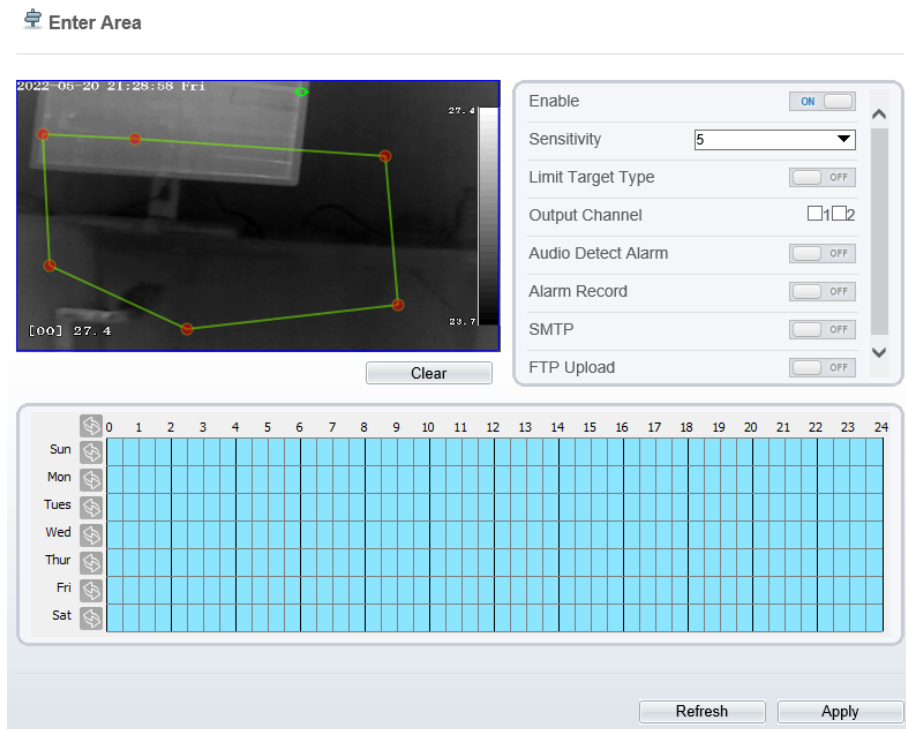 Enter Area
2022-05-20 21:28:58 Fri
27.4
23.7
[00] 27.4
Clear
Enable ON
Sensitivity 5
Limit Target Type OFF
Output Channel 1 2
Audio Detect Alarm OFF
Alarm Record OFF
SMTP OFF
FTP Upload OFF
0 1 2 3 4 5 6 7 8 9 10 11 12 13 14 15 16 17 18 19 20 21 22 23 24
Sun
Mon
Tues
Wed
Thur
Fri
Sat
Refresh Apply